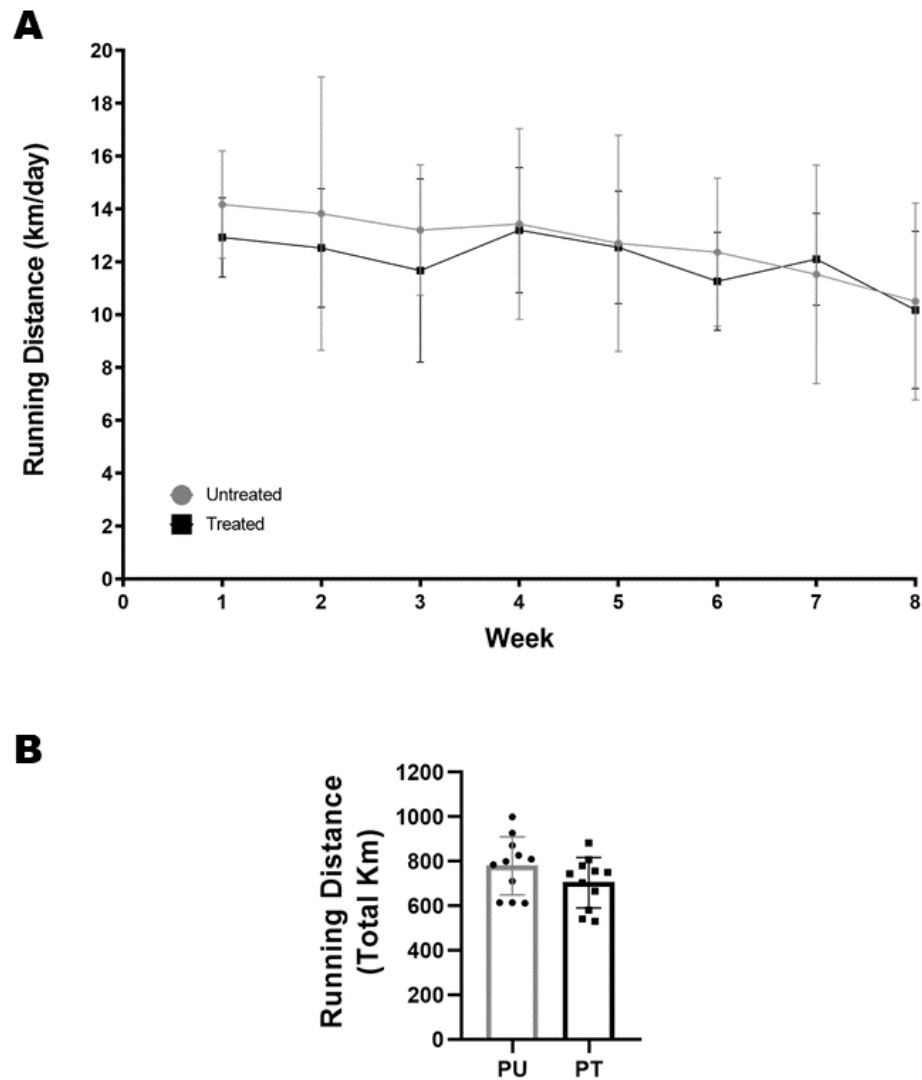 A
Running Distance (km/day)
20
18
16
14
12
10
8
6
4
2
0
Untreated
Treated
0 1 2 3 4 5 6 7 8
Week
B
Running Distance
(Total Km)
1200
1000
800
600
400
200
0
PU PT